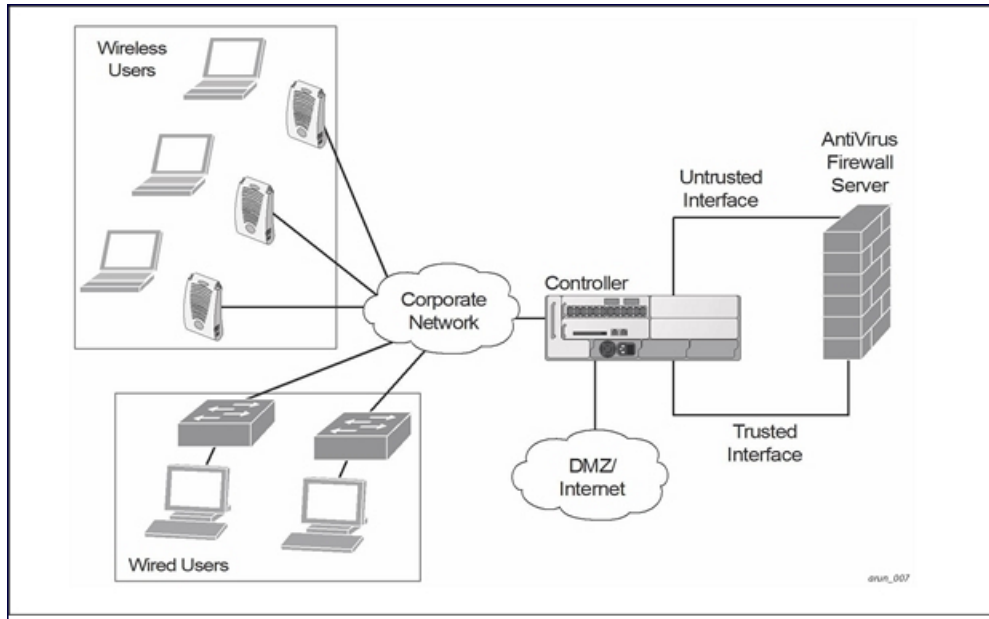 Wireless
Users
AntiVirus
Firewall
Server
Untrusted
Interface
Controller
Corporate
Network
Trusted
Interface
DMZ/
Internet
Wired Users
arun_007